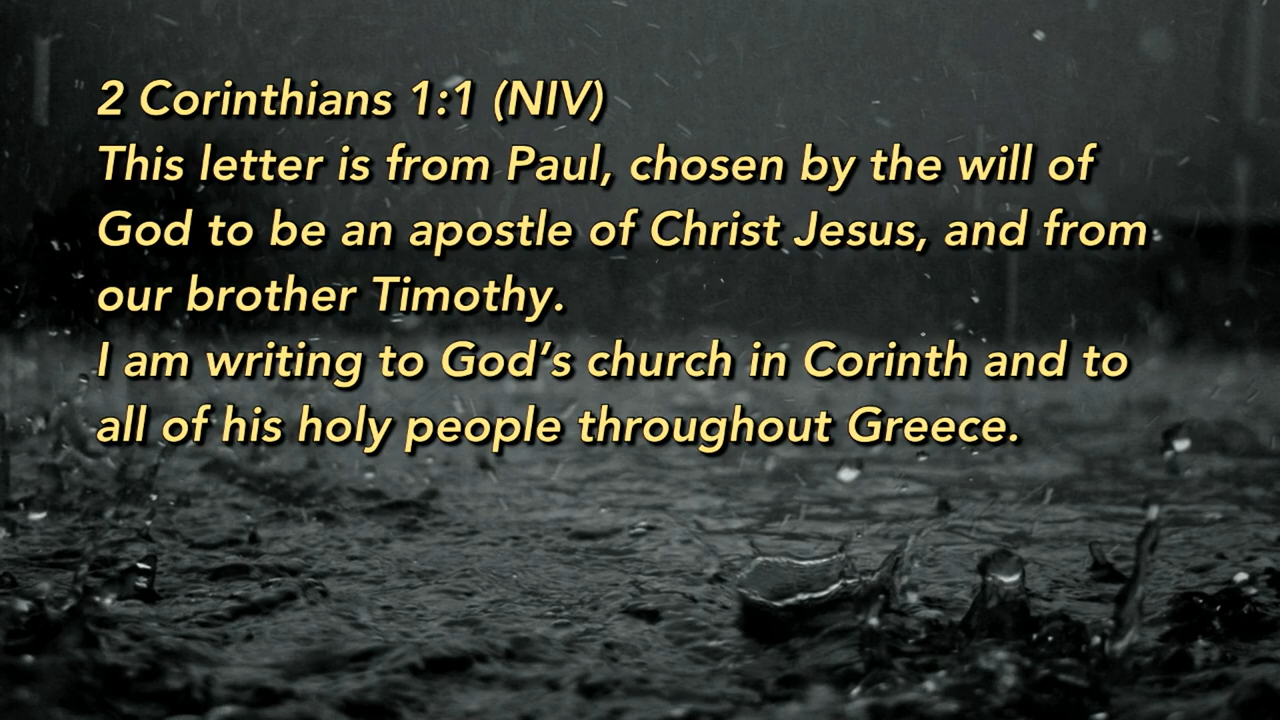 2 Corinthians 1:1 (NIV)
This letter is from Paul, chosen by the will of
God to be an apostle of Christ Jesus, and from
our brother Timothy.
I am writing to God’s church in Corinth and to
all of his holy people throughout Greece.